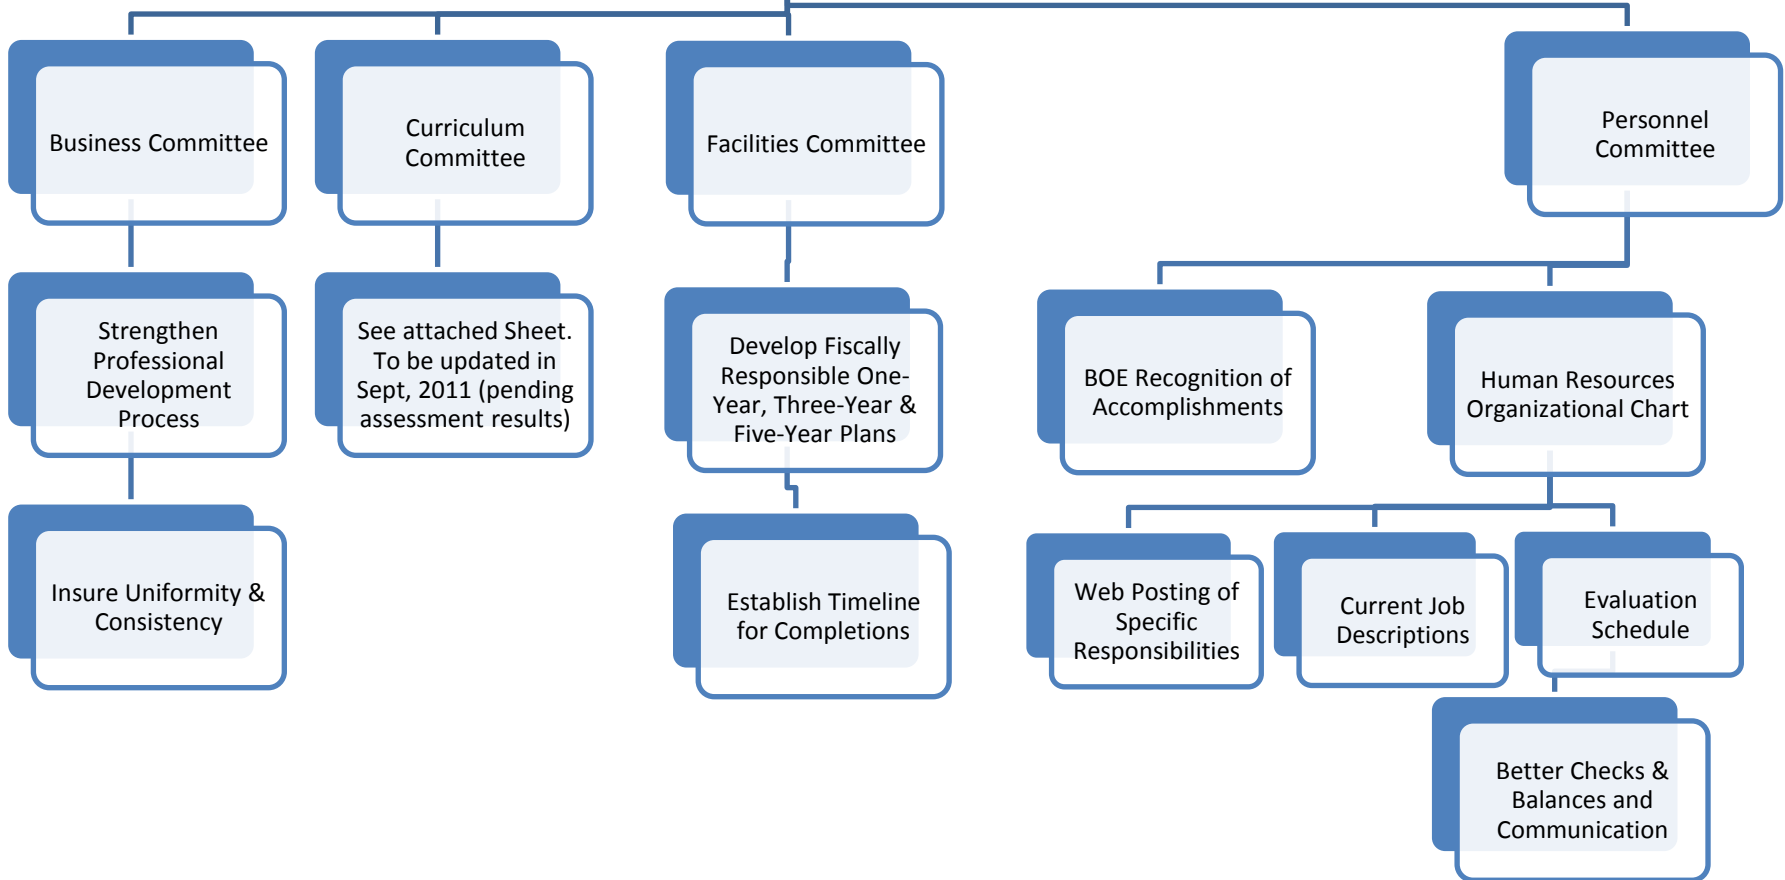 Business Committee
Curriculum
Committee
Facilities Committee
Personnel
Committee
Strengthen
Professional
Development
Process
See attached Sheet.
To be updated in
Sept, 2011 (pending
assessment results)
Develop Fiscally
Responsible One-
Year, Three-Year &
Five-Year Plans
BOE Recognition of
Accomplishments
Human Resources
Organizational Chart
Insure Uniformity &
Consistency
Establish Timeline
for Completions
Web Posting of
Specific
Responsibilities
Current Job
Descriptions
Evaluation
Schedule
Better Checks &
Balances and
Communication